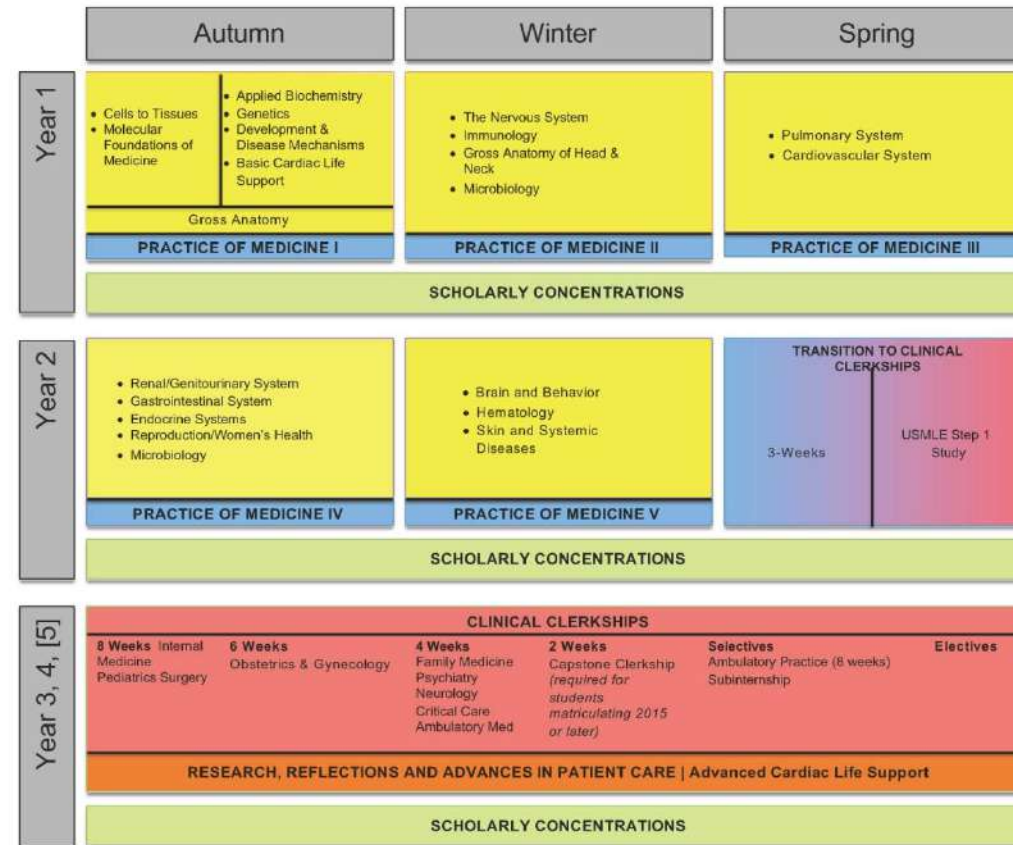 Autumn
Winter
Spring
Year 1
• Cells to Tissues
• Molecular
Foundations of
Medicine
• Applied Biochemistry
• Genetics
• Development &
Disease Mechanisms
• Basic Cardiac Life
Support
Gross Anatomy
PRACTICE OF MEDICINE I
• The Nervous System
• Immunology
• Gross Anatomy of Head &
Neck
• Microbiology
PRACTICE OF MEDICINE II
• Pulmonary System
• Cardiovascular System
PRACTICE OF MEDICINE III
SCHOLARLY CONCENTRATIONS
Year 2
• Renal/Genitourinary System
• Gastrointestinal System
• Endocrine Systems
• Reproduction/Women's Health
• Microbiology
PRACTICE OF MEDICINE IV
• Brain and Behavior
• Hematology
• Skin and Systemic
Diseases
PRACTICE OF MEDICINE V
TRANSITION TO CLINICAL
CLERKSHIPS
3-Weeks
USMLE Step 1
Study
SCHOLARLY CONCENTRATIONS
Year 3, 4, [5]
CLINICAL CLERKSHIPS
8 Weeks Internal
Medicine
Pediatrics Surgery
6 Weeks
Obstetrics & Gynecology
4 Weeks
Family Medicine
Psychiatry
Neurology
Critical Care
Ambulatory Med
2 Weeks
Capstone Clerkship
(required for
students
matriculating 2015
or later)
Selectives
Ambulatory Practice (8 weeks)
Subinternship
Electives
RESEARCH, REFLECTIONS AND ADVANCES IN PATIENT CARE | Advanced Cardiac Life Support
SCHOLARLY CONCENTRATIONS